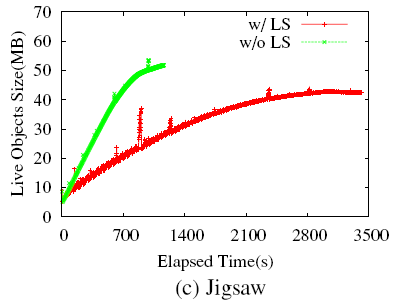 70
60
50
40
30
20
10
0
Live Objects Size(MB)
w/ LS
w/o LS
0 700 1400 2100 2800 3500
Elapsed Time(s)
(c) Jigsaw